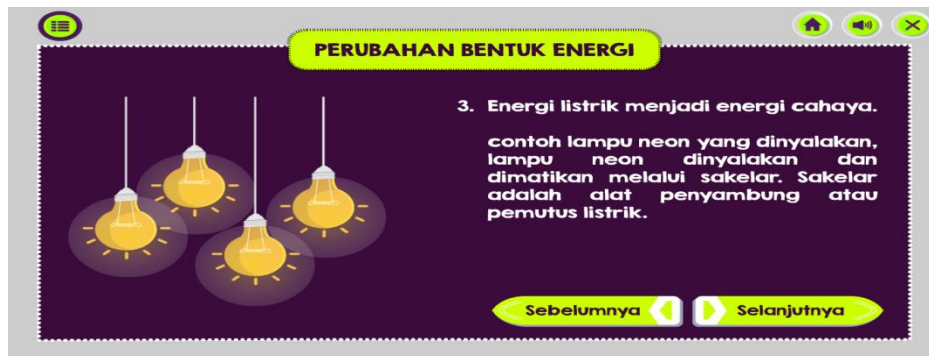 PERUBAHAN BENTUK ENERGI
3. Energi listrik menjadi energi cahaya.
contoh lampu neon yang dinyalakan,
lampu neon dinyalakan dan
dimatikan melalui sakelar. Sakelar
adalah alat penyambung atau
pemutus listrik.
Sebelumnya
Selanjutnya